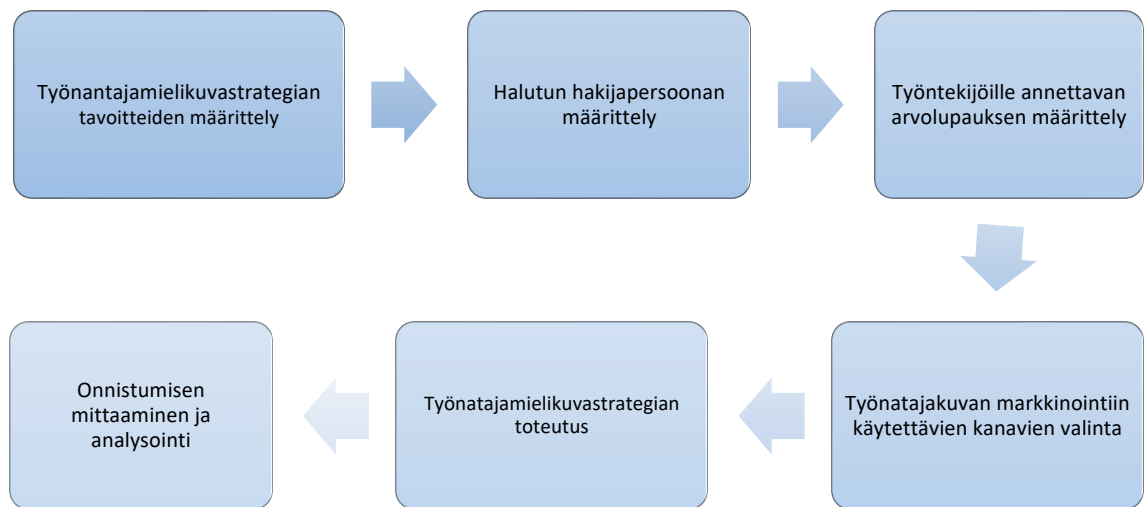 Työnantajamielikuvastrategian
tavoitteiden määrittely
Halutun hakijapersoonan
määrittely
Työntekijöille annettavan
arvolupauksen määrittely
Työnatajakuvan markkinointiin
käytettävien kanavien valinta
Työnatajamielikuvastrategian
toteutus
Onnistumisen
mittaaminen ja
analysointi